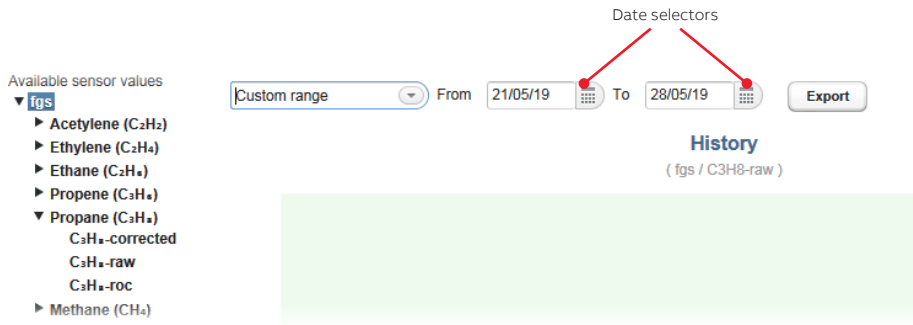 Date selectors
Available sensor values
Custom range From 21/05/19 To 28/05/19 Export
fgs
Acetylene (C₂H₂)
Ethylene (C₂H₄)
Ethane (C₂H₆)
Propene (C₃H₆)
Propane (C₃H₈)
C₃H₈-corrected
C₃H₈-raw
C₃H₈-roc
Methane (CH₄)
History
( fgs / C3H8-raw )